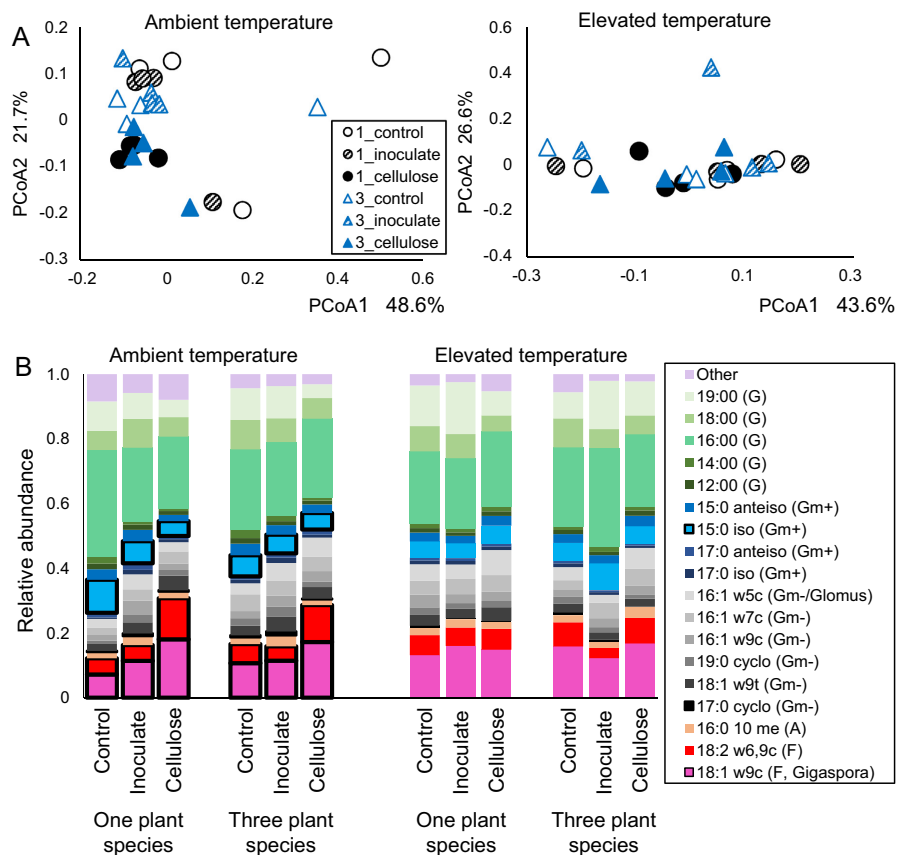 A
Ambient temperature
Elevated temperature
0.2
0.1
0
-0.1
-0.2
-0.3
PCoA2 21.7%
0
0.2
0.4
0.6
PCoA1 48.6%
1_control
1_inoculate
1_cellulose
3_control
3_inoculate
3_cellulose
0.6
0.4
0.2
0
-0.2
-0.4
PCoA2 26.6%
-0.3
-0.1
0.1
0.3
PCoA1 43.6%
B
Ambient temperature
Elevated temperature
1.0
0.8
0.6
0.4
0.2
0
Relative abundance
Control
Inoculate
Cellulose
Control
Inoculate
Cellulose
Control
Inoculate
Cellulose
Control
Inoculate
Cellulose
One plant
species
Three plant
species
One plant
species
Three plant
species
Other
19:00 (G)
18:00 (G)
16:00 (G)
14:00 (G)
12:00 (G)
15:0 anteiso (Gm+)
15:0 iso (Gm+)
17:0 anteiso (Gm+)
17:0 iso (Gm+)
16:1 w5c (Gm-/Glomus)
16:1 w7c (Gm-)
16:1 w9c (Gm-)
19:0 cyclo (Gm-)
18:1 w9t (Gm-)
17:0 cyclo (Gm-)
16:0 10 me (A)
18:2 w6,9c (F)
18:1 w9c (F, Gigaspora)